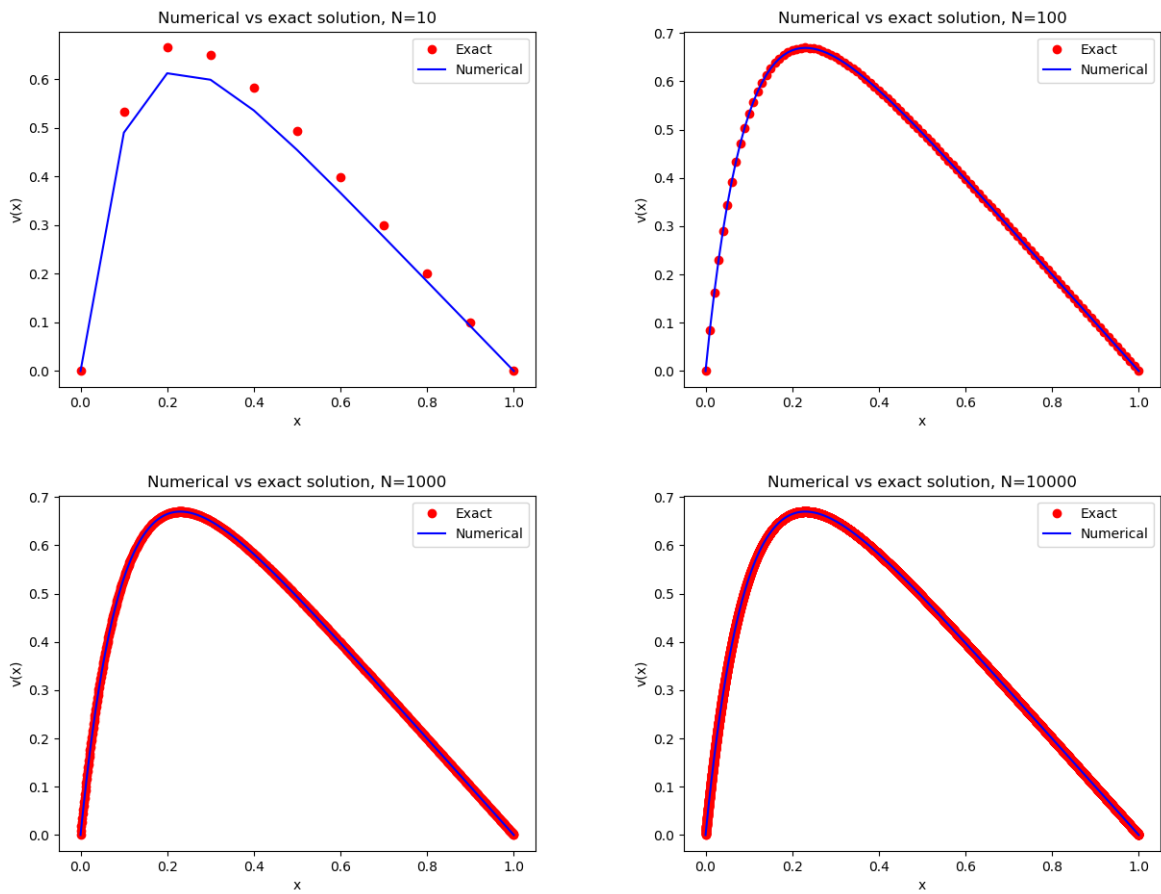 Numerical vs exact solution, N=10
Exact
Numerical
v(x)
0.6
0.5
0.4
0.3
0.2
0.1
0.0
0.0 0.2 0.4 0.6 0.8 1.0
x
Numerical vs exact solution, N=100
Exact
Numerical
v(x)
0.7
0.6
0.5
0.4
0.3
0.2
0.1
0.0
0.0 0.2 0.4 0.6 0.8 1.0
x
Numerical vs exact solution, N=1000
Exact
Numerical
v(x)
0.7
0.6
0.5
0.4
0.3
0.2
0.1
0.0
0.0 0.2 0.4 0.6 0.8 1.0
x
Numerical vs exact solution, N=10000
Exact
Numerical
v(x)
0.7
0.6
0.5
0.4
0.3
0.2
0.1
0.0
0.0 0.2 0.4 0.6 0.8 1.0
x